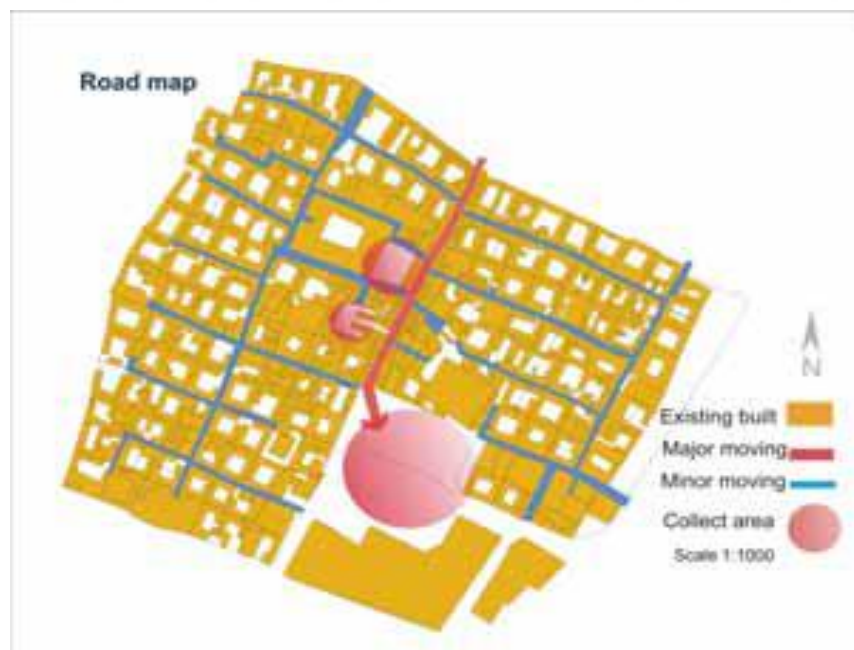 Road map
N
Existing built
Major moving
Minor moving
Collect area
Scale 1:1000